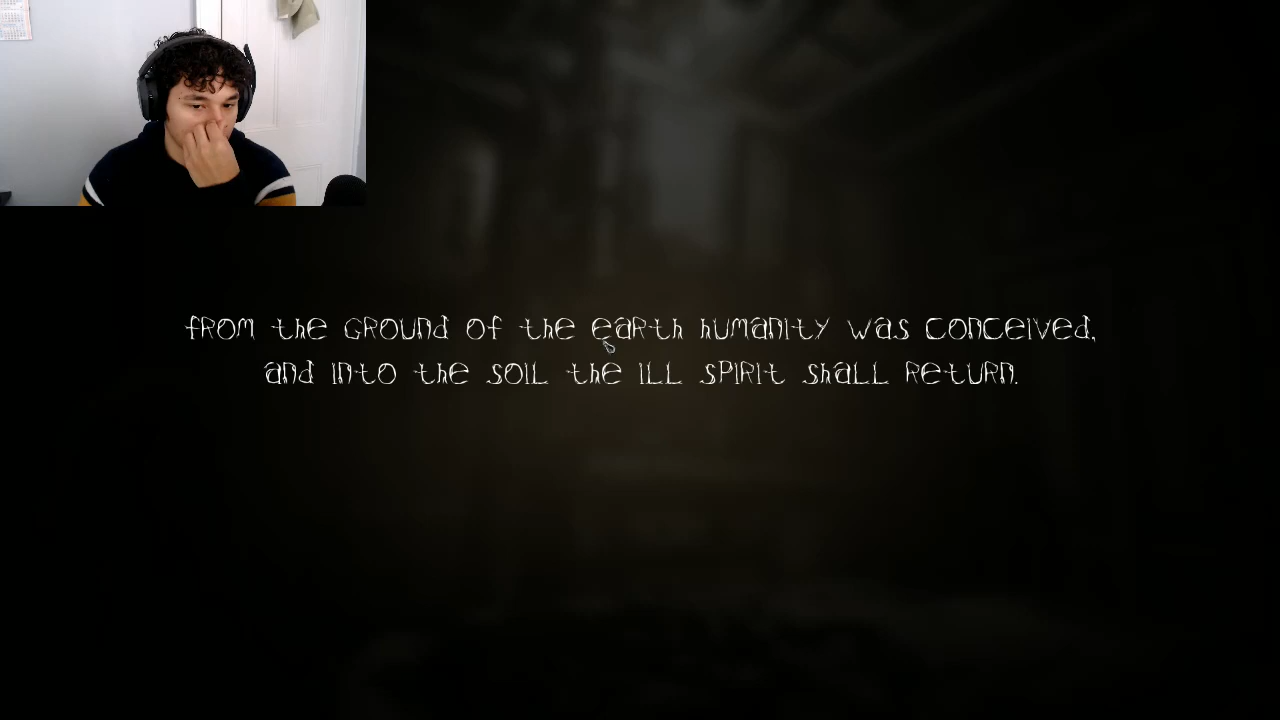 from the ground of the earth humanity was conceived,
and into the soil the ill spirit shall return.